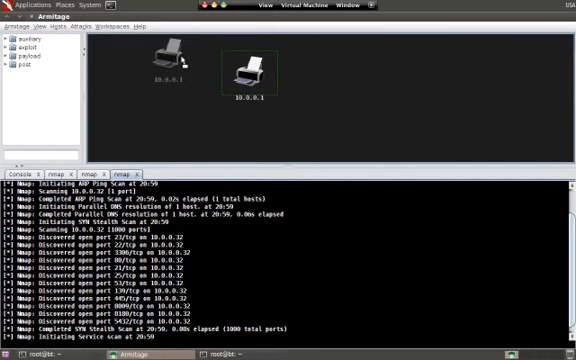 Applications Places System
View Virtual Machine Window
USA
Armitage
Armitage View Hosts Attacks Workspaces Help
auxiliary
exploit
payload
post
10.0.0.1
10.0.0.1
Console X nmap X nmap X nmap X
[*] Nmap: Initiating ARP Ping Scan at 20:59
[*] Nmap: Scanning 10.0.0.32 [1 port]
[*] Nmap: Completed ARP Ping Scan at 20:59, 0.02s elapsed (1 total hosts)
[*] Nmap: Initiating Parallel DNS resolution of 1 host. at 20:59
[*] Nmap: Completed Parallel DNS resolution of 1 host. at 20:59, 0.06s elapsed
[*] Nmap: Initiating SYN Stealth Scan at 20:59
[*] Nmap: Scanning 10.0.0.32 [1000 ports]
[*] Nmap: Discovered open port 23/tcp on 10.0.0.32
[*] Nmap: Discovered open port 22/tcp on 10.0.0.32
[*] Nmap: Discovered open port 3306/tcp on 10.0.0.32
[*] Nmap: Discovered open port 80/tcp on 10.0.0.32
[*] Nmap: Discovered open port 21/tcp on 10.0.0.32
[*] Nmap: Discovered open port 25/tcp on 10.0.0.32
[*] Nmap: Discovered open port 53/tcp on 10.0.0.32
[*] Nmap: Discovered open port 139/tcp on 10.0.0.32
[*] Nmap: Discovered open port 445/tcp on 10.0.0.32
[*] Nmap: Discovered open port 8009/tcp on 10.0.0.32
[*] Nmap: Discovered open port 8180/tcp on 10.0.0.32
[*] Nmap: Discovered open port 5432/tcp on 10.0.0.32
[*] Nmap: Completed SYN Stealth Scan at 20:59, 0.08s elapsed (1000 total ports)
[*] Nmap: Initiating Service scan at 20:59
root@bt: ~ Armitage root@bt: ~